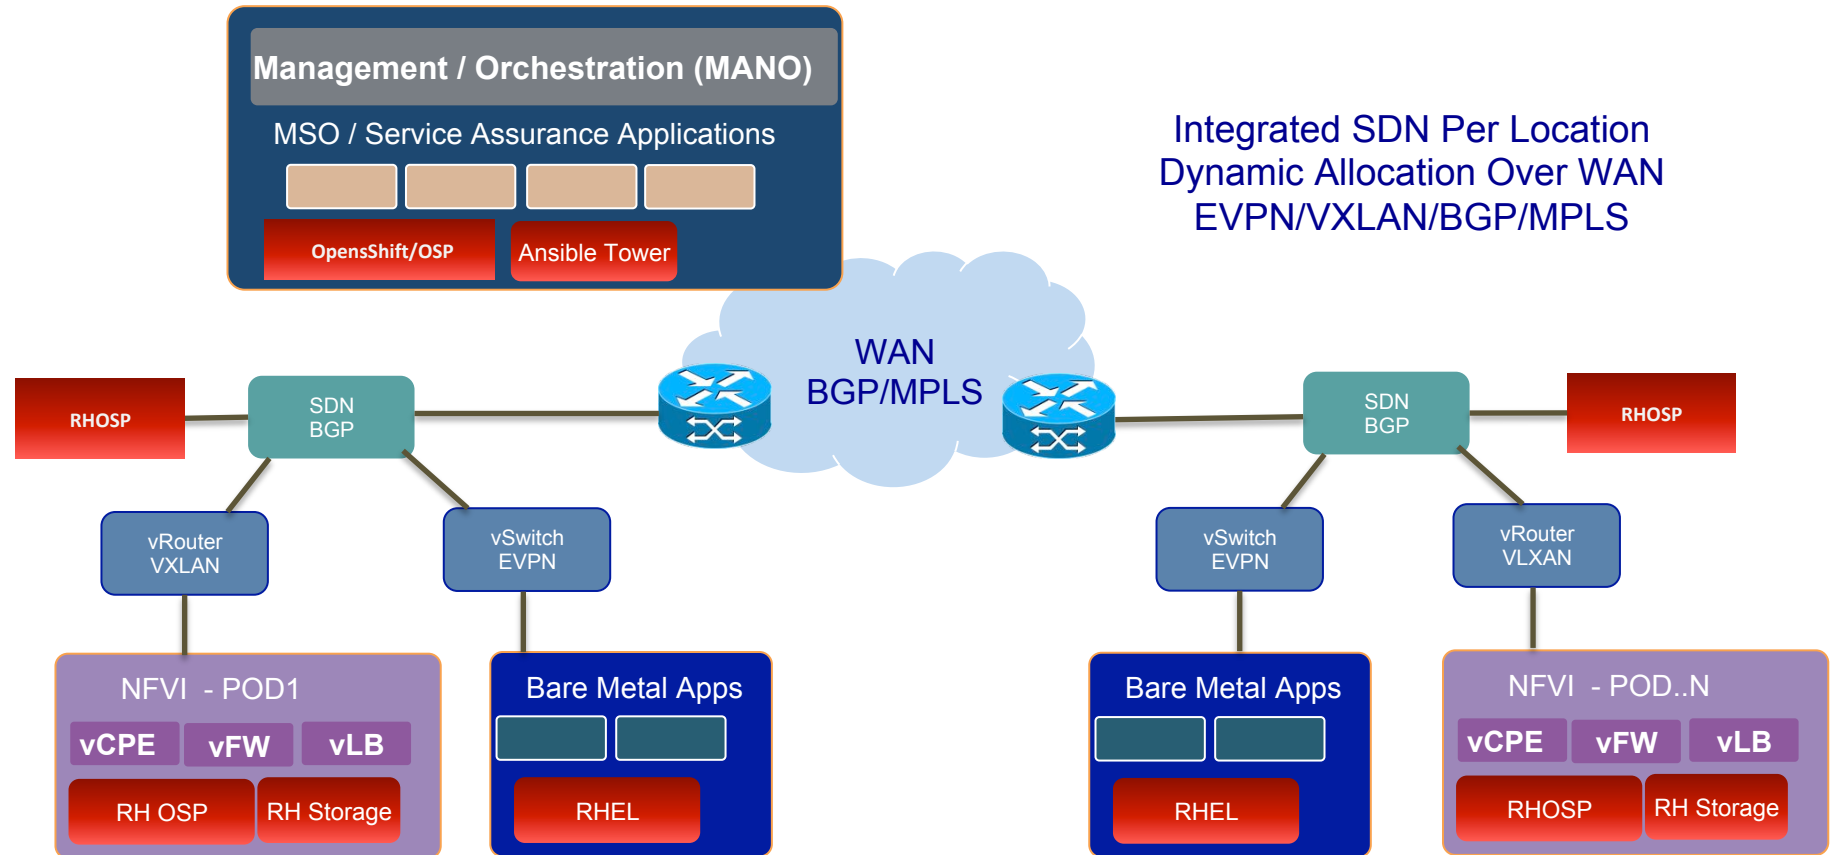 Management / Orchestration (MANO)
MSO / Service Assurance Applications
OpensShift/OSP
Ansible Tower
Integrated SDN Per Location
Dynamic Allocation Over WAN
EVPN/VXLAN/BGP/MPLS
WAN
BGP/MPLS
RHOSP
SDN
BGP
SDN
BGP
RHOSP
vRouter
VXLAN
vSwitch
EVPN
vSwitch
EVPN
vRouter
VLXAN
NFVI - POD1
vCPE
vFW
vLB
RH OSP
RH Storage
Bare Metal Apps
RHEL
Bare Metal Apps
RHEL
NFVI - POD..N
vCPE
vFW
vLB
RHOSP
RH Storage